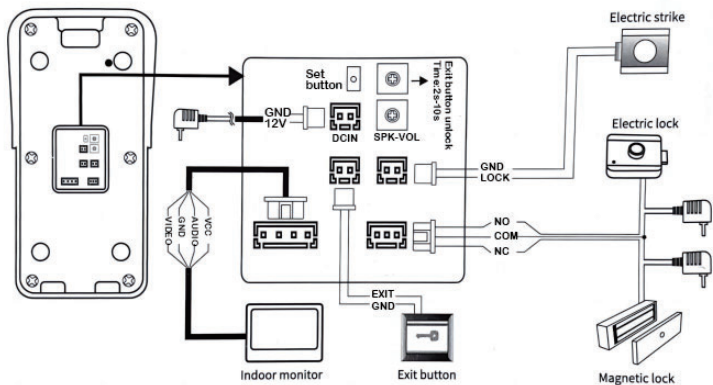 Electric strike
Set
button
Exit button unlock
Time:2s-10s
GND
12V
DCIN
SPK-VOL
Electric lock
GND
LOCK
VIDEO
GND
AUDIO
VCC
NO
COM
NC
EXIT
GND
Indoor monitor
Exit button
Magnetic lock